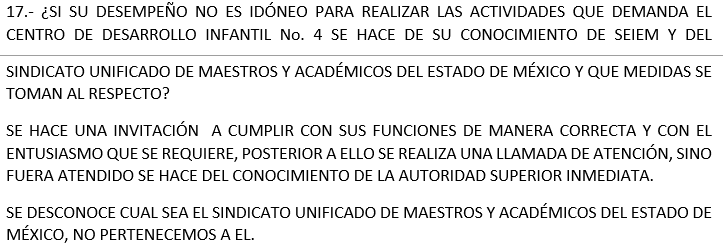 17.- ¿SI SU DESEMPEÑO NO ES IDÓNEO PARA REALIZAR LAS ACTIVIDADES QUE DEMANDA EL
CENTRO DE DESARROLLO INFANTIL No. 4 SE HACE DE SU CONOCIMIENTO DE SEIEM Y DEL
SINDICATO UNIFICADO DE MAESTROS Y ACADÉMICOS DEL ESTADO DE MÉXICO Y QUE MEDIDAS SE
TOMAN AL RESPECTO?
SE HACE UNA INVITACIÓN  A CUMPLIR CON SUS FUNCIONES DE MANERA CORRECTA Y CON EL
ENTUSIASMO QUE SE REQUIERE, POSTERIOR A ELLO SE REALIZA UNA LLAMADA DE ATENCIÓN, SINO
FUERA ATENDIDO SE HACE DEL CONOCIMIENTO DE LA AUTORIDAD SUPERIOR INMEDIATA.
SE DESCONOCE CUAL SEA EL SINDICATO UNIFICADO DE MAESTROS Y ACADÉMICOS DEL ESTADO DE
MÉXICO, NO PERTENECEMOS A EL.